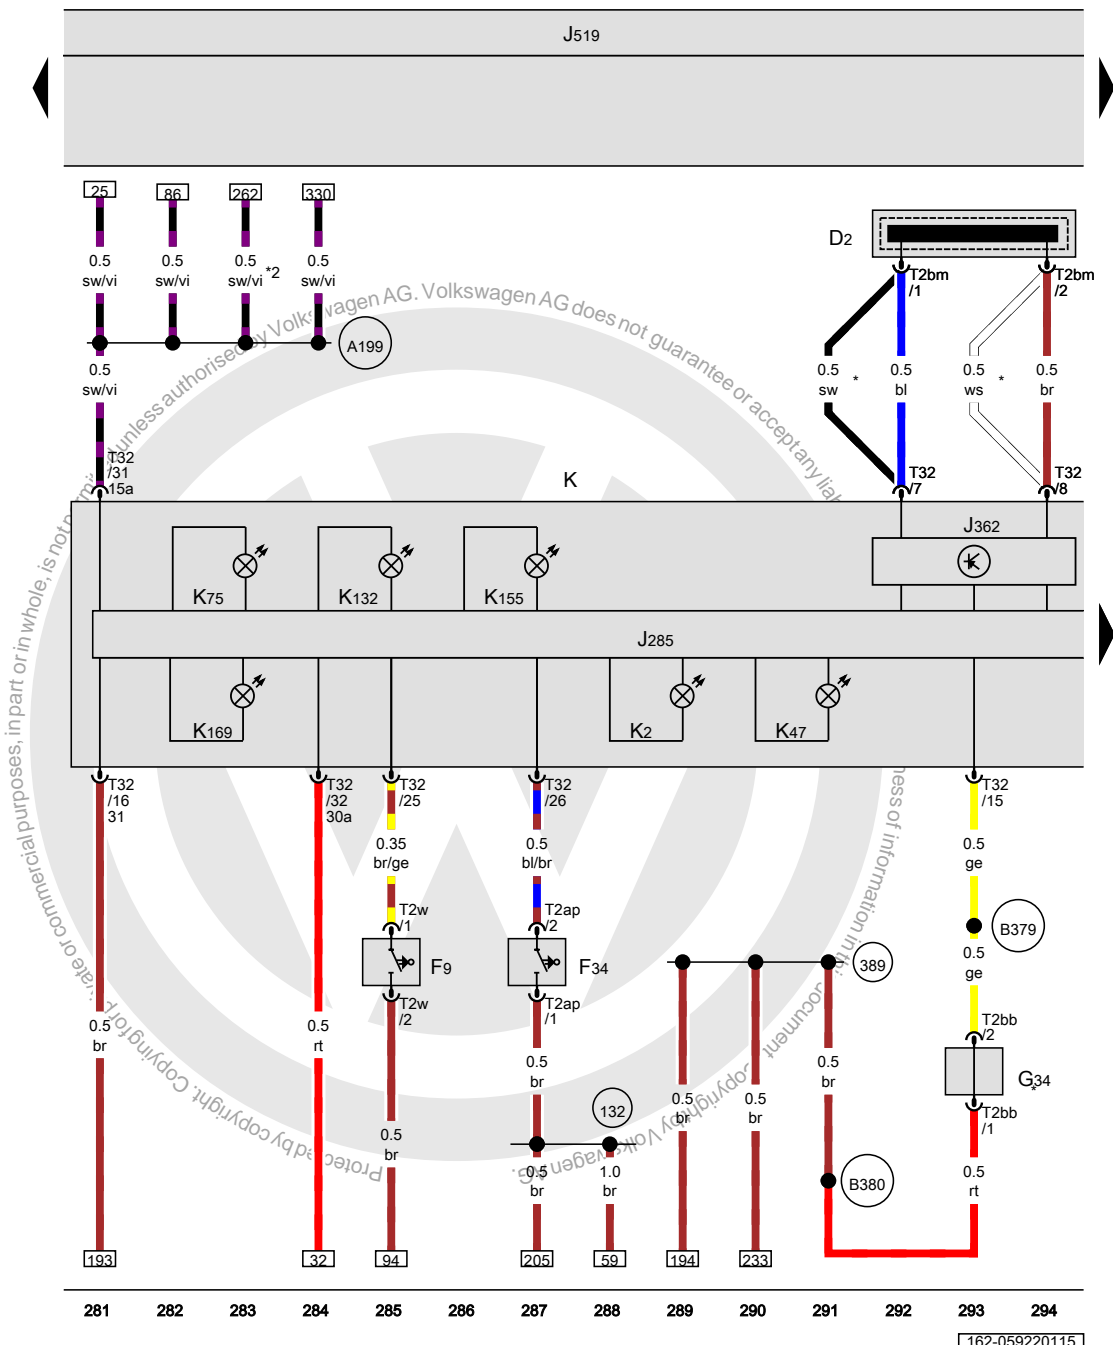 J519
25 86 262 330
0.5 0.5 0.5 0.5
sw/vi sw/vi sw/vi *2 sw/vi
A199
0.5
sw/vi
T32
/31
15a
D2
T2bm
/1
T2bm
/2
0.5 0.5 0.5 0.5
sw * bl ws * br
T32
/7
T32
/8
K
J362
K75 K132 K155
J285
K169 K2 K47
T32
/16
31
T32
/32
30a
T32
/25
T32
/26
T32
/15
0.35
br/ge
0.5
bl/br
0.5
ge
T2w
/1
T2ap
/2
B379
F9 F34
389
0.5
ge
T2w
/2
T2ap
/1
T2bb
/2
0.5
br
0.5
rt
0.5
br
0.5
br
G34
*
T2bb
/1
0.5
br
0.5
br
0.5
br
132
0.5
br
1.0
br
B380
0.5
rt
193 32 94 205 59 194 233
281 282 283 284 285 286 287 288 289 290 291 292 293 294
162-059220115
Protected by copyright. Copying for private or commercial purposes, in part or in whole, is not permitted unless authorised by Volkswagen AG. Volkswagen AG does not guarantee or accept any liab
ness of information in this document. Copyright by Volkswagen AG.